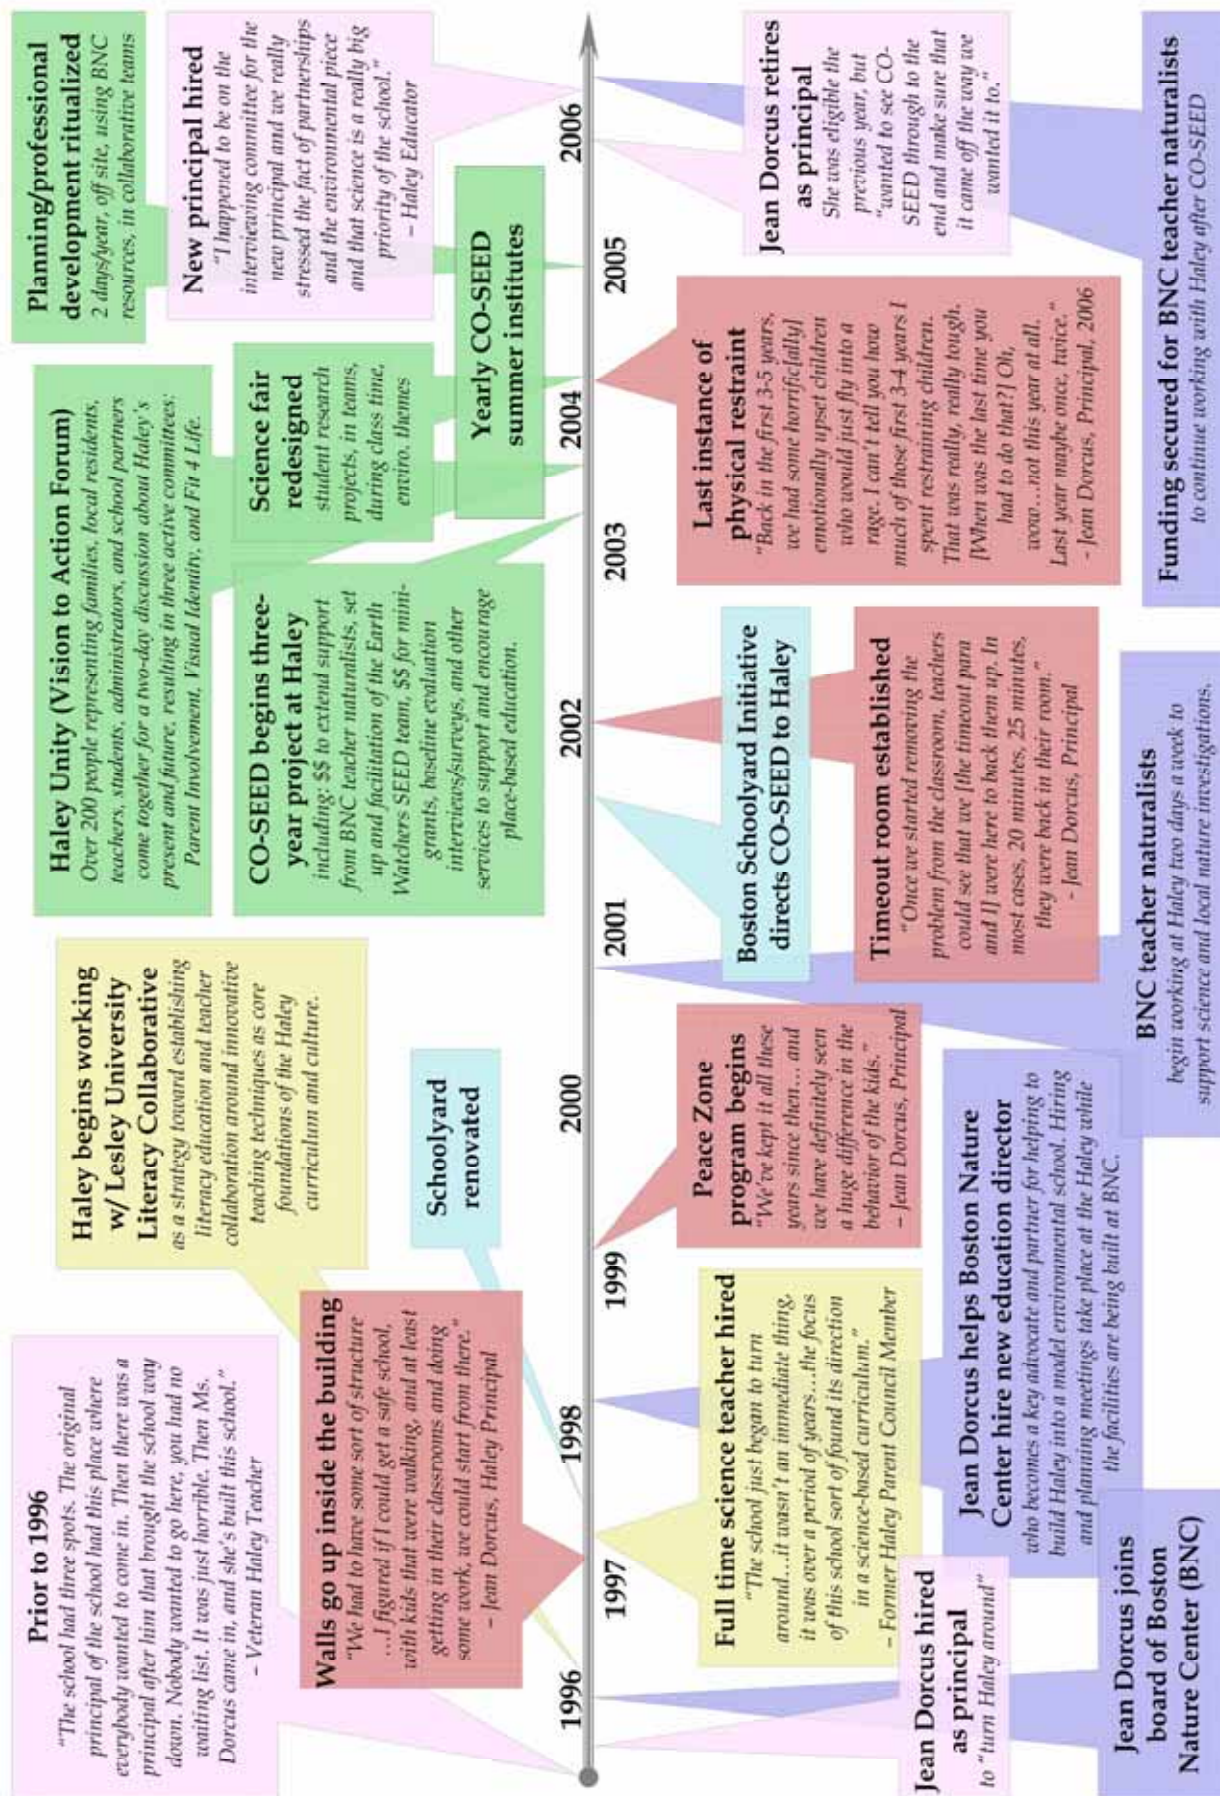 Prior to 1996
"The school had three spots. The original
principal of the school had this place where
everybody wanted to come in. Then there was a
principal after him that brought the school way
down. Nobody wanted to go here, you had no
waiting list. It was just horrible. Then Ms.
Dorcus came in, and she's built this school."
– Veteran Haley Teacher
Haley begins working
w/ Lesley University
Literacy Collaborative
as a strategy toward establishing
literacy education and teacher
collaboration around innovative
teaching techniques as core
foundations of the Haley
curriculum and culture.
Haley Unity (Vision to Action Forum)
Over 200 people representing families, local residents,
teachers, students, administrators, and school partners
come together for a two-day discussion about Haley's
present and future, resulting in three active committees:
Parent Involvement, Visual Identity, and Fit 4 Life.
Planning/professional
development ritualized
2 days/year, off site, using BNC
resources, in collaborative teams
Walls go up inside the building
"We had to have some sort of structure
…I figured if I could get a safe school,
with kids that were walking, and at least
getting in their classrooms and doing
some work, we could start from there."
– Jean Dorcus, Haley Principal
Schoolyard
renovated
CO-SEED begins three-
year project at Haley
including: $$ to extend support
from BNC teacher naturalists, set
up and facilitation of the Earth
Watchers SEED team, $$ for mini-
grants, baseline evaluation
interviews/surveys, and other
services to support and encourage
place-based education.
Science fair
redesigned
student research
projects, in teams,
during class time,
enviro. themes
New principal hired
"I happened to be on the
interviewing committee for the
new principal and we really
stressed the fact of partnerships
and the environmental piece
and that science is a really big
priority of the school."
– Haley Educator
Yearly CO-SEED
summer institutes
1996
1997
1998
1999
2000
2001
2002
2003
2004
2005
2006
Jean Dorcus hired
as principal
to "turn Haley around"
Jean Dorcus joins
board of Boston
Nature Center (BNC)
Full time science teacher hired
"The school just began to turn
around…it wasn't an immediate thing,
it was over a period of years…the focus
of this school sort of found its direction
in a science-based curriculum."
– Former Haley Parent Council Member
Jean Dorcus helps Boston Nature
Center hire new education director
who becomes a key advocate and partner for helping to
build Haley into a model environmental school. Hiring
and planning meetings take place at the Haley while
the facilities are being built at BNC.
Peace Zone
program begins
"We've kept it all these
years since then… and
we have definitely seen
a huge difference in the
behavior of the kids."
– Jean Dorcus, Principal
BNC teacher naturalists
begin working at Haley two days a week to
support science and local nature investigations.
Boston Schoolyard Initiative
directs CO-SEED to Haley
Timeout room established
"Once we started removing the
problem from the classroom, teachers
could see that we [the timeout para
and I] were here to back them up. In
most cases, 20 minutes, 25 minutes,
they were back in their room."
- Jean Dorcus, Principal
Last instance of
physical restraint
"Back in the first 3-5 years,
we had some horrific[ally]
emotionally upset children
who would just fly into a
rage. I can't tell you how
much of those first 3-4 years I
spent restraining children.
That was really, really tough.
[When was the last time you
had to do that?] Oh,
wow…not this year at all.
Last year maybe once, twice."
- Jean Dorcus, Principal, 2006
Jean Dorcus retires
as principal
She was eligible the
previous year, but
"wanted to see CO-
SEED through to the
end and make sure that
it came off the way we
wanted it to."
Funding secured for BNC teacher naturalists
to continue working with Haley after CO-SEED